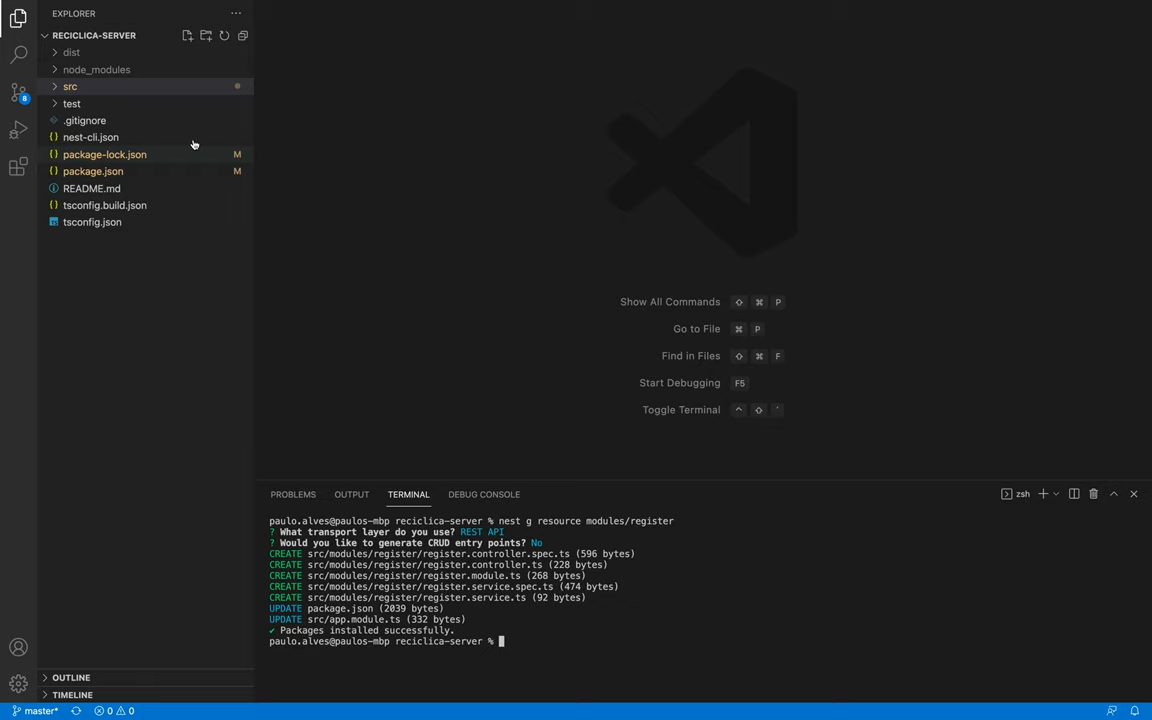 EXPLORER
RECICLICA-SERVER
dist
node_modules
src
test
.gitignore
nest-cli.json
package-lock.json M
package.json M
README.md
tsconfig.build.json
tsconfig.json
8
Show All Commands ⇧ ⌘ P
Go to File ⌘ P
Find in Files ⇧ ⌘ F
Start Debugging F5
Toggle Terminal ^ ⇧ '
PROBLEMS OUTPUT TERMINAL DEBUG CONSOLE zsh
paulo.alves@paulos-mbp reciclica-server % nest g resource modules/register
? What transport layer do you use? REST API
? Would you like to generate CRUD entry points? No
CREATE src/modules/register/register.controller.spec.ts (596 bytes)
CREATE src/modules/register/register.controller.ts (228 bytes)
CREATE src/modules/register/register.module.ts (268 bytes)
CREATE src/modules/register/register.service.spec.ts (474 bytes)
CREATE src/modules/register/register.service.ts (92 bytes)
UPDATE package.json (2039 bytes)
UPDATE src/app.module.ts (332 bytes)
✔ Packages installed successfully.
paulo.alves@paulos-mbp reciclica-server %
OUTLINE
TIMELINE
master* 0 0